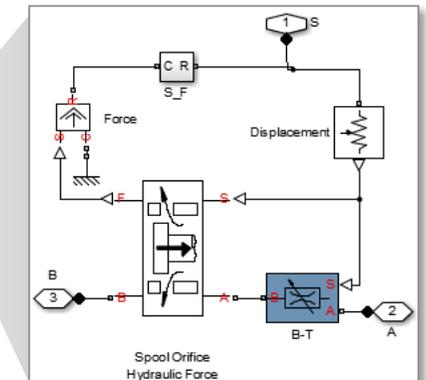 1 S
C R
S_F
R
Force
S C
Displacement
F S
B
3 B A B S A 2
B-T A
Spool Orifice
Hydraulic Force